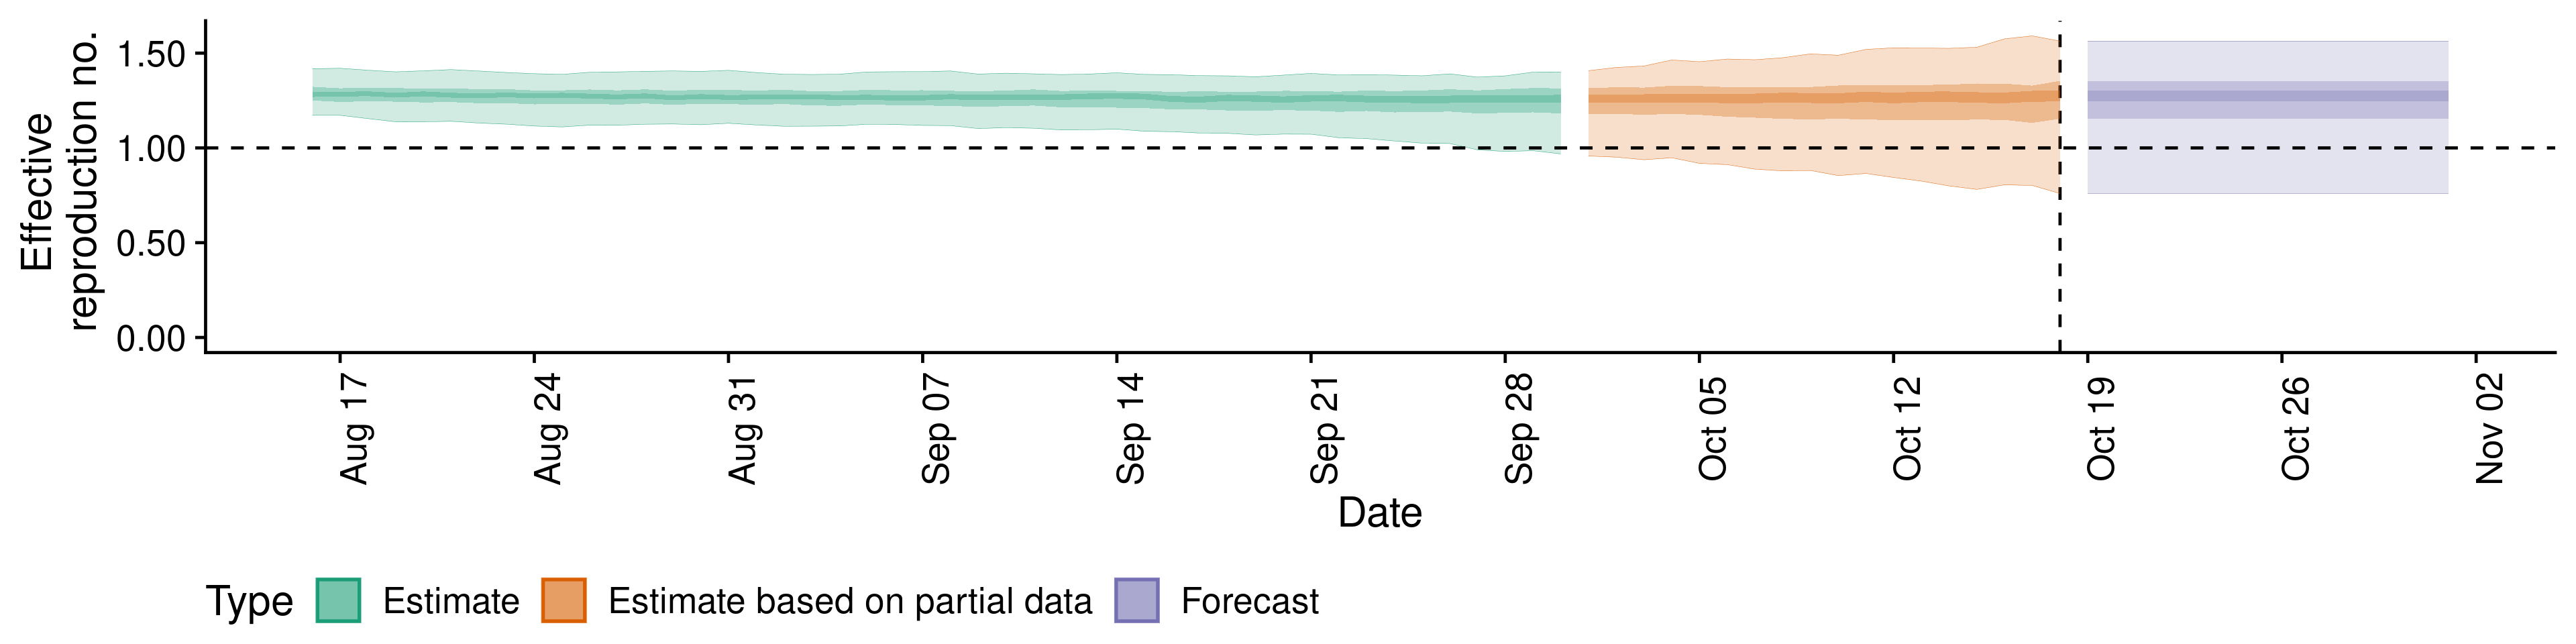 Effective
reproduction no.
1.50
1.00
0.50
0.00
Aug 17
Aug 24
Aug 31
Sep 07
Sep 14
Sep 21
Sep 28
Oct 05
Oct 12
Oct 19
Oct 26
Nov 02
Date
Type Estimate Estimate based on partial data Forecast